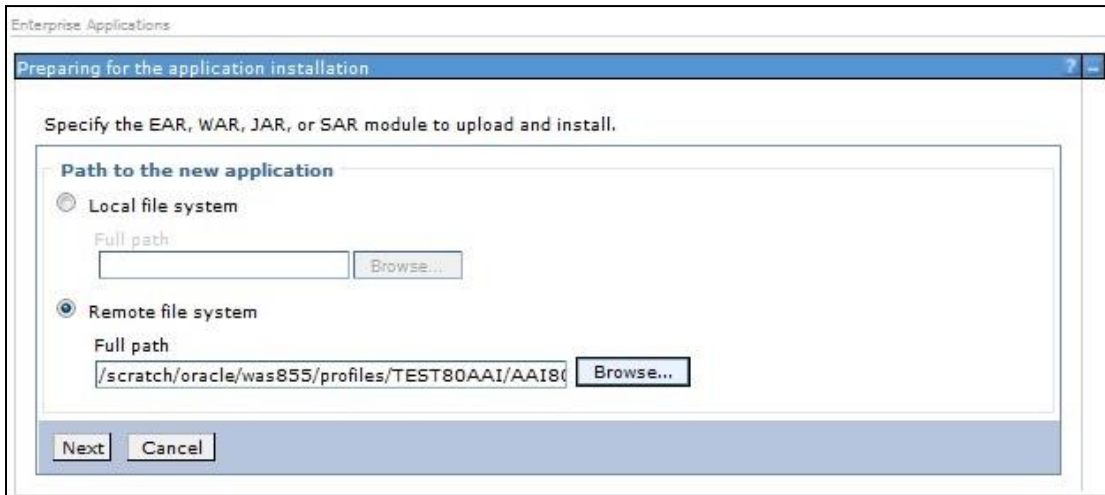 Enterprise Applications
Preparing for the application installation ? –
Specify the EAR, WAR, JAR, or SAR module to upload and install.
Path to the new application
Local file system
Full path
Browse...
Remote file system
Full path
/scratch/oracle/was855/profiles/TEST80AAI/AAI80 Browse...
Next Cancel